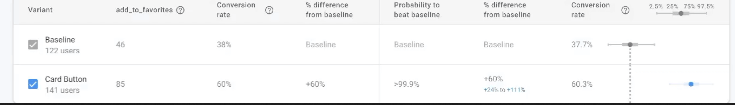 Variant add_to_favorites Conversion rate % difference from baseline Probability to beat baseline % difference from baseline Conversion rate 2.5% 25% 75% 97.5%
Baseline 46 38% Baseline Baseline Baseline 37.7%
122 users
Card Button 85 60% +60% >99.9% +60% 60.3%
141 users +24% to +111%